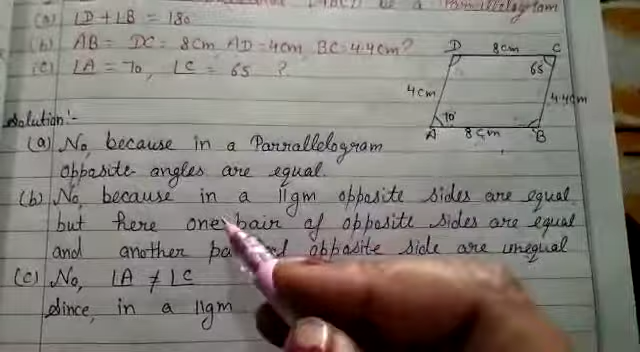 be a Parallelogram
(a) ∠D + ∠B = 180
(b) AB = DC = 8cm, AD = 4cm, BC = 4.4cm?
(c) ∠A = 70, ∠C = 65 ?
D 8cm C
65
4cm 4.4cm
70°
A 8cm B
Solution:-
(a) No, because in a Parrallelogram
opposite angles are equal.
(b) No, because in a ||gm opposite sides are equal
but here one pair of opposite sides are equal
and another of opposite side are unequal
(c) No, ∠A ≠ ∠C
Since, in a ||gm